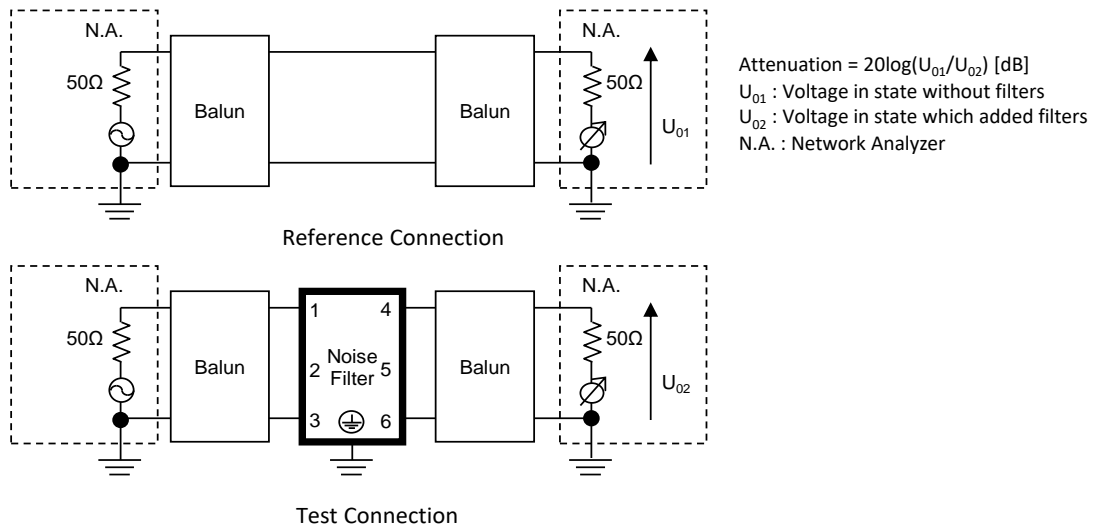 N.A.
N.A.
50Ω
Balun
Balun
50Ω
U01
Attenuation = 20log(U01/U02) [dB]
U01 : Voltage in state without filters
U02 : Voltage in state which added filters
N.A. : Network Analyzer
Reference Connection
N.A.
N.A.
1 4
50Ω
Balun
2 Noise Filter 5
Balun
50Ω
U02
3 6
Test Connection